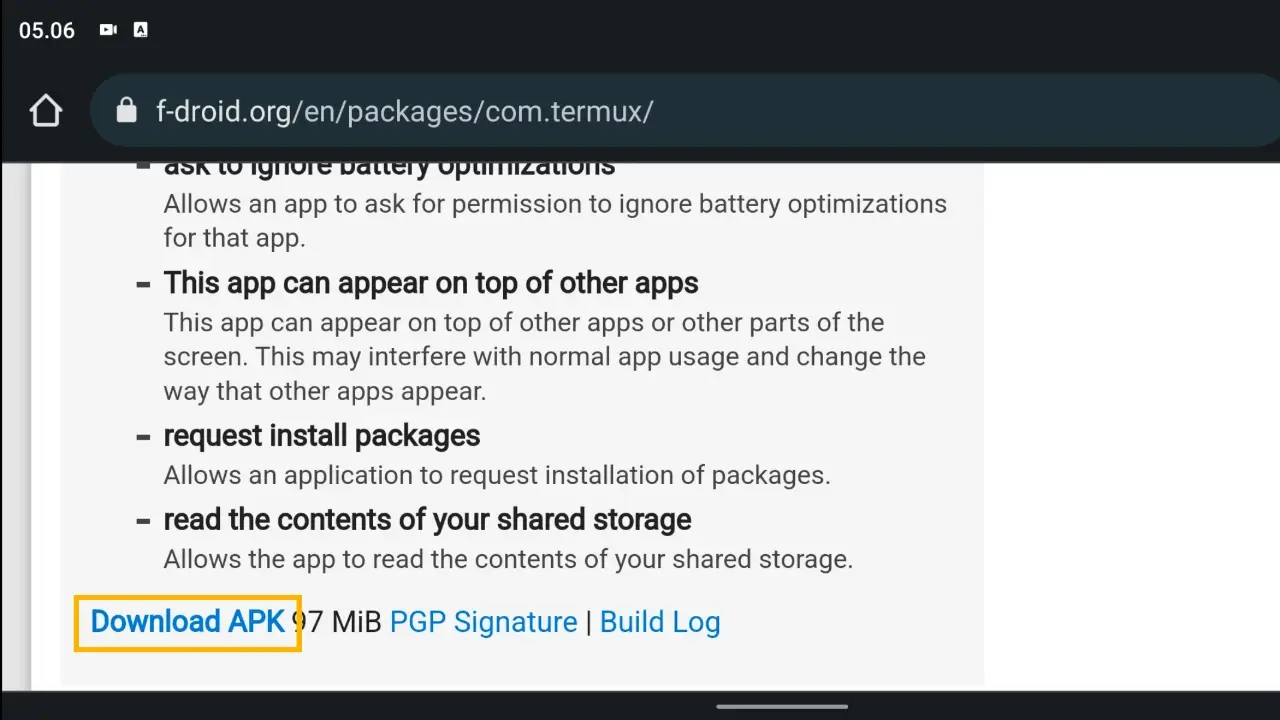 05.06
f-droid.org/en/packages/com.termux/
- ask to ignore battery optimizations
Allows an app to ask for permission to ignore battery optimizations
for that app.
- This app can appear on top of other apps
This app can appear on top of other apps or other parts of the
screen. This may interfere with normal app usage and change the
way that other apps appear.
- request install packages
Allows an application to request installation of packages.
- read the contents of your shared storage
Allows the app to read the contents of your shared storage.
Download APK 97 MiB PGP Signature | Build Log